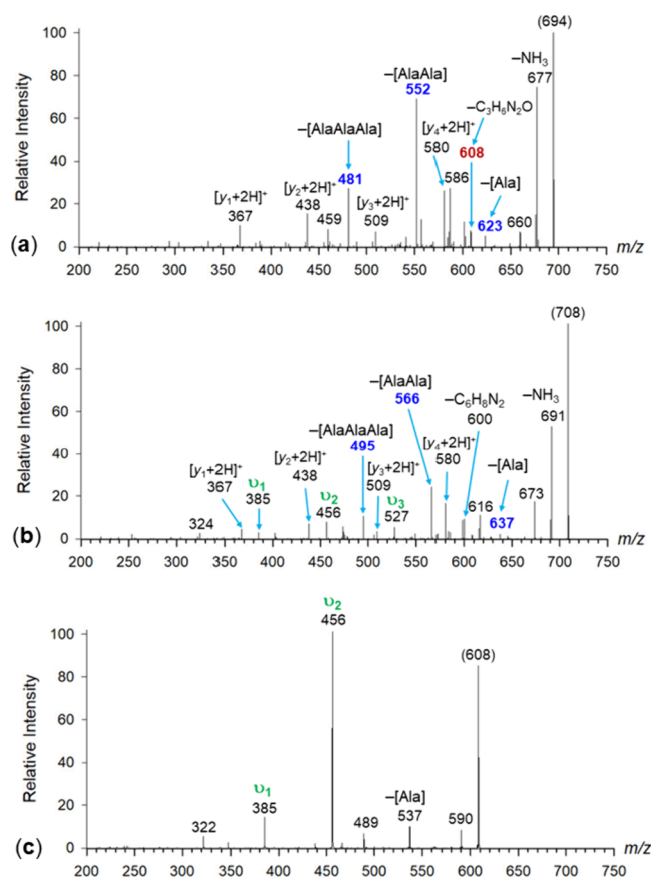 (694)
100
−[AlaAla]
−NH₃
552
677
80
−C₃H₆N₂O
−[AlaAlaAla]
[y₄+2H]⁺
60
580
608
[y₂+2H]⁺
586
−[Ala]
40
[y₁+2H]⁺
438
481
[y₃+2H]⁺
367
459
509
623
660
20
0
Relative Intensity
(a)
200 250 300 350 400 450 500 550 600 650 700 750
m/z
(708)
100
−[AlaAla]
80
566
−C₆H₈N₂
−NH₃
−[AlaAlaAla]
600
691
60
[y₂+2H]⁺
495
[y₄+2H]⁺
[y₁+2H]⁺
438
[y₃+2H]⁺
580
−[Ala]
40
367
υ₁
υ₂
509
υ₃
385
456
527
616
673
20
324
637
0
Relative Intensity
(b)
200 250 300 350 400 450 500 550 600 650 700 750
m/z
υ₂
456
100
(608)
80
60
40
υ₁
385
−[Ala]
20
322
489
537
590
0
Relative Intensity
(c)
200 250 300 350 400 450 500 550 600 650 700 750
m/z